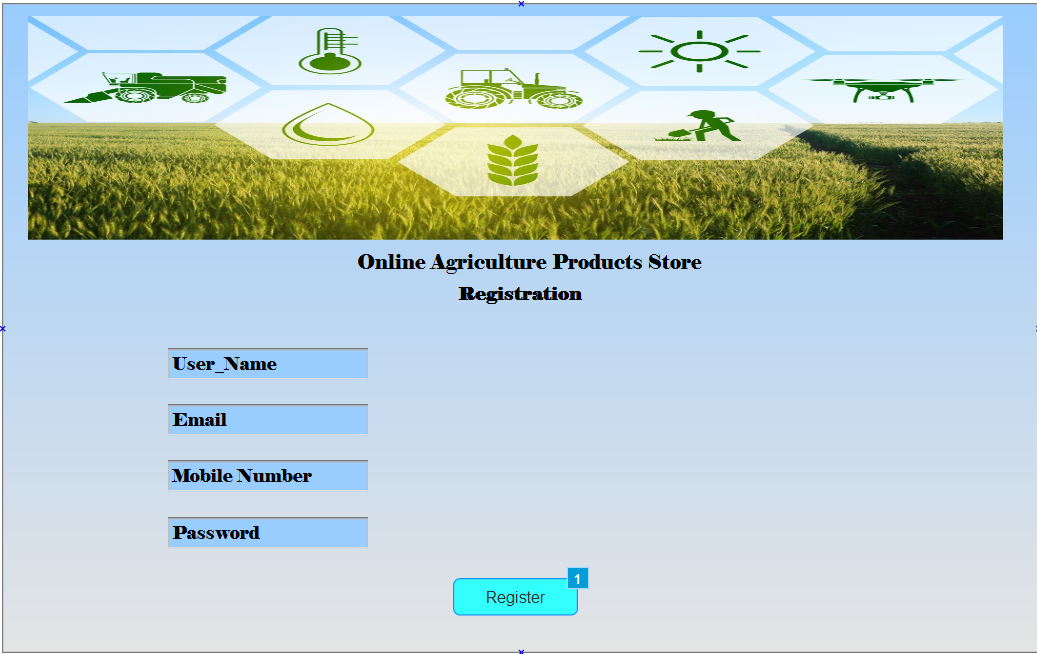 Online Agriculture Products Store
Registration
User_Name
Email
Mobile Number
Password
1
Register